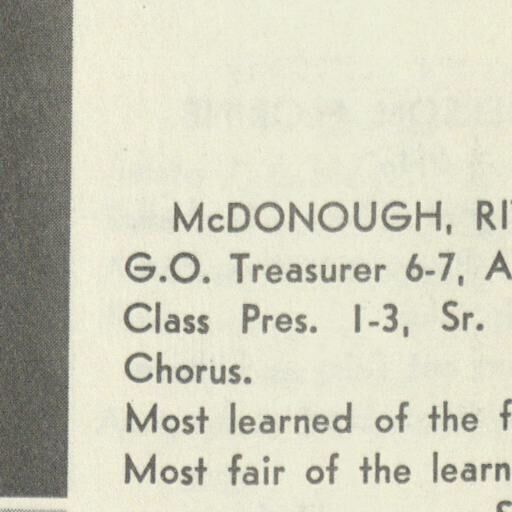 McDONOUGH, RI
G.O. Treasurer 6-7, A
Class Pres. 1-3, Sr.
Chorus.
Most learned of the f
Most fair of the learn